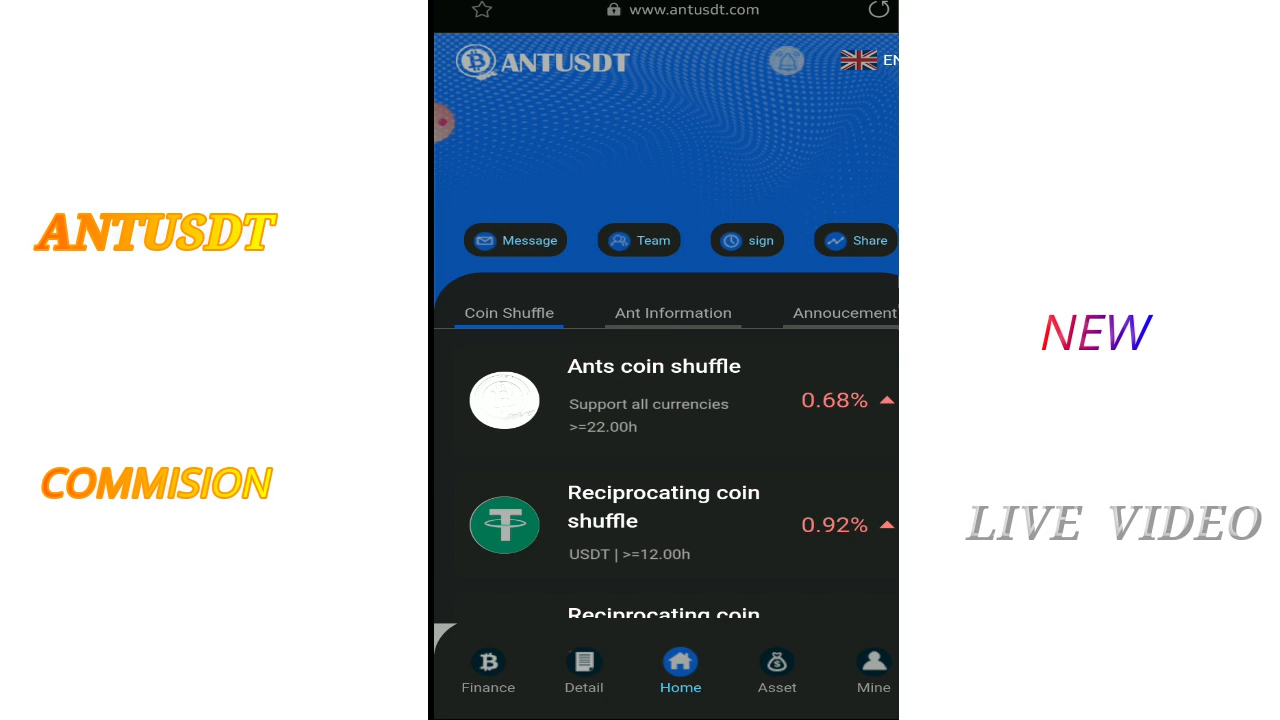 www.antusdt.com
ANTUSDT
EN
Message
Team
sign
Share
Coin Shuffle
Ant Information
Annoucement
Ants coin shuffle
Support all currencies
>=22.00h
0.68%
Reciprocating coin
shuffle
USDT | >=12.00h
0.92%
Reciprocating coin
Finance
Detail
Home
Asset
Mine
ANTUSDT
COMMISION
NEW
LIVE VIDEO